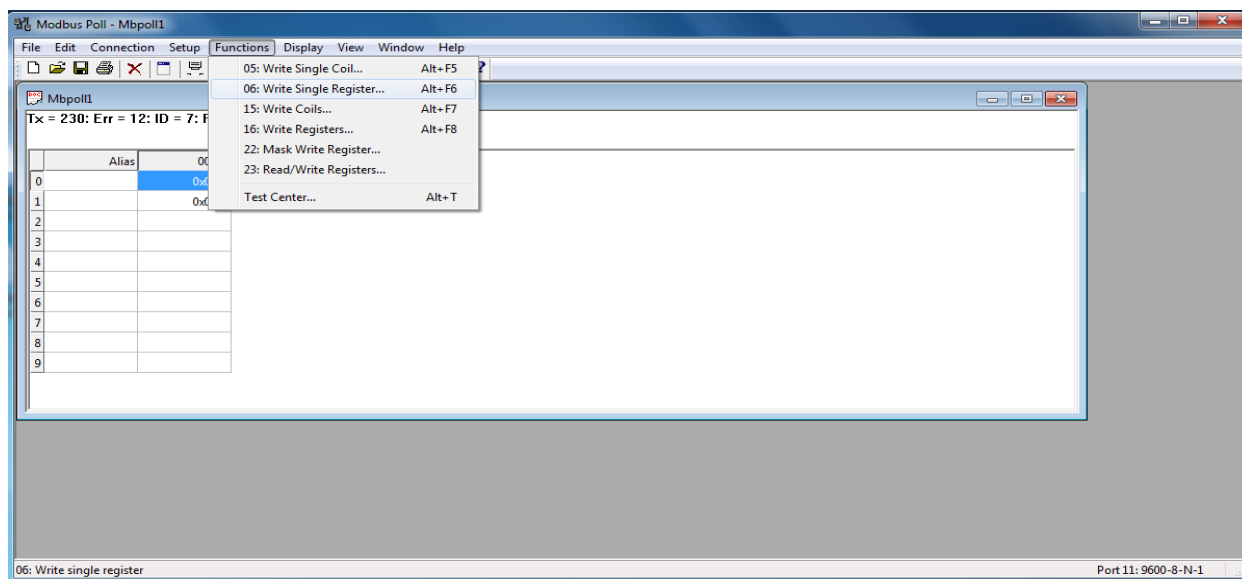 Modbus Poll - Mbpoll1
File Edit Connection Setup Functions Display View Window Help
05: Write Single Coil... Alt+F5
06: Write Single Register... Alt+F6
15: Write Coils... Alt+F7
16: Write Registers... Alt+F8
22: Mask Write Register...
23: Read/Write Registers...
Test Center... Alt+T
Mbpoll1
Tx = 230: Err = 12: ID = 7: F
Alias 00
0 0x0
1 0x0
2
3
4
5
6
7
8
9
06: Write single register Port 11: 9600-8-N-1